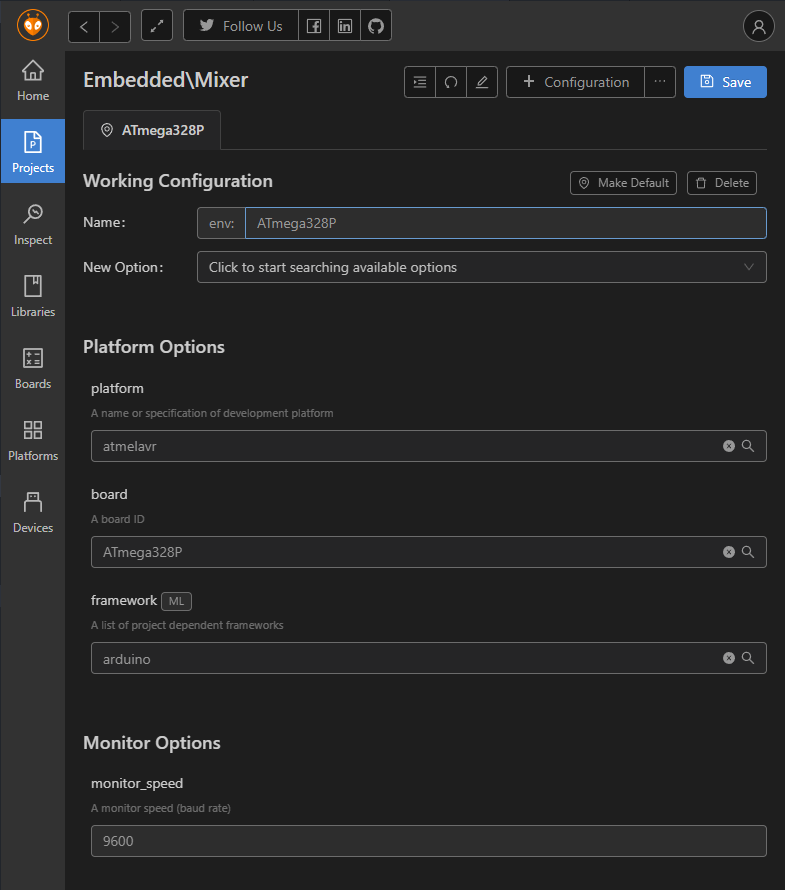 Follow Us
Home
Projects
Inspect
Libraries
Boards
Platforms
Devices
Embedded\Mixer
+ Configuration
···
Save
ATmega328P
Working Configuration
Make Default
Delete
Name:
env: ATmega328P
New Option:
Click to start searching available options
Platform Options
platform
A name or specification of development platform
atmelavr
board
A board ID
ATmega328P
framework ML
A list of project dependent frameworks
arduino
Monitor Options
monitor_speed
A monitor speed (baud rate)
9600